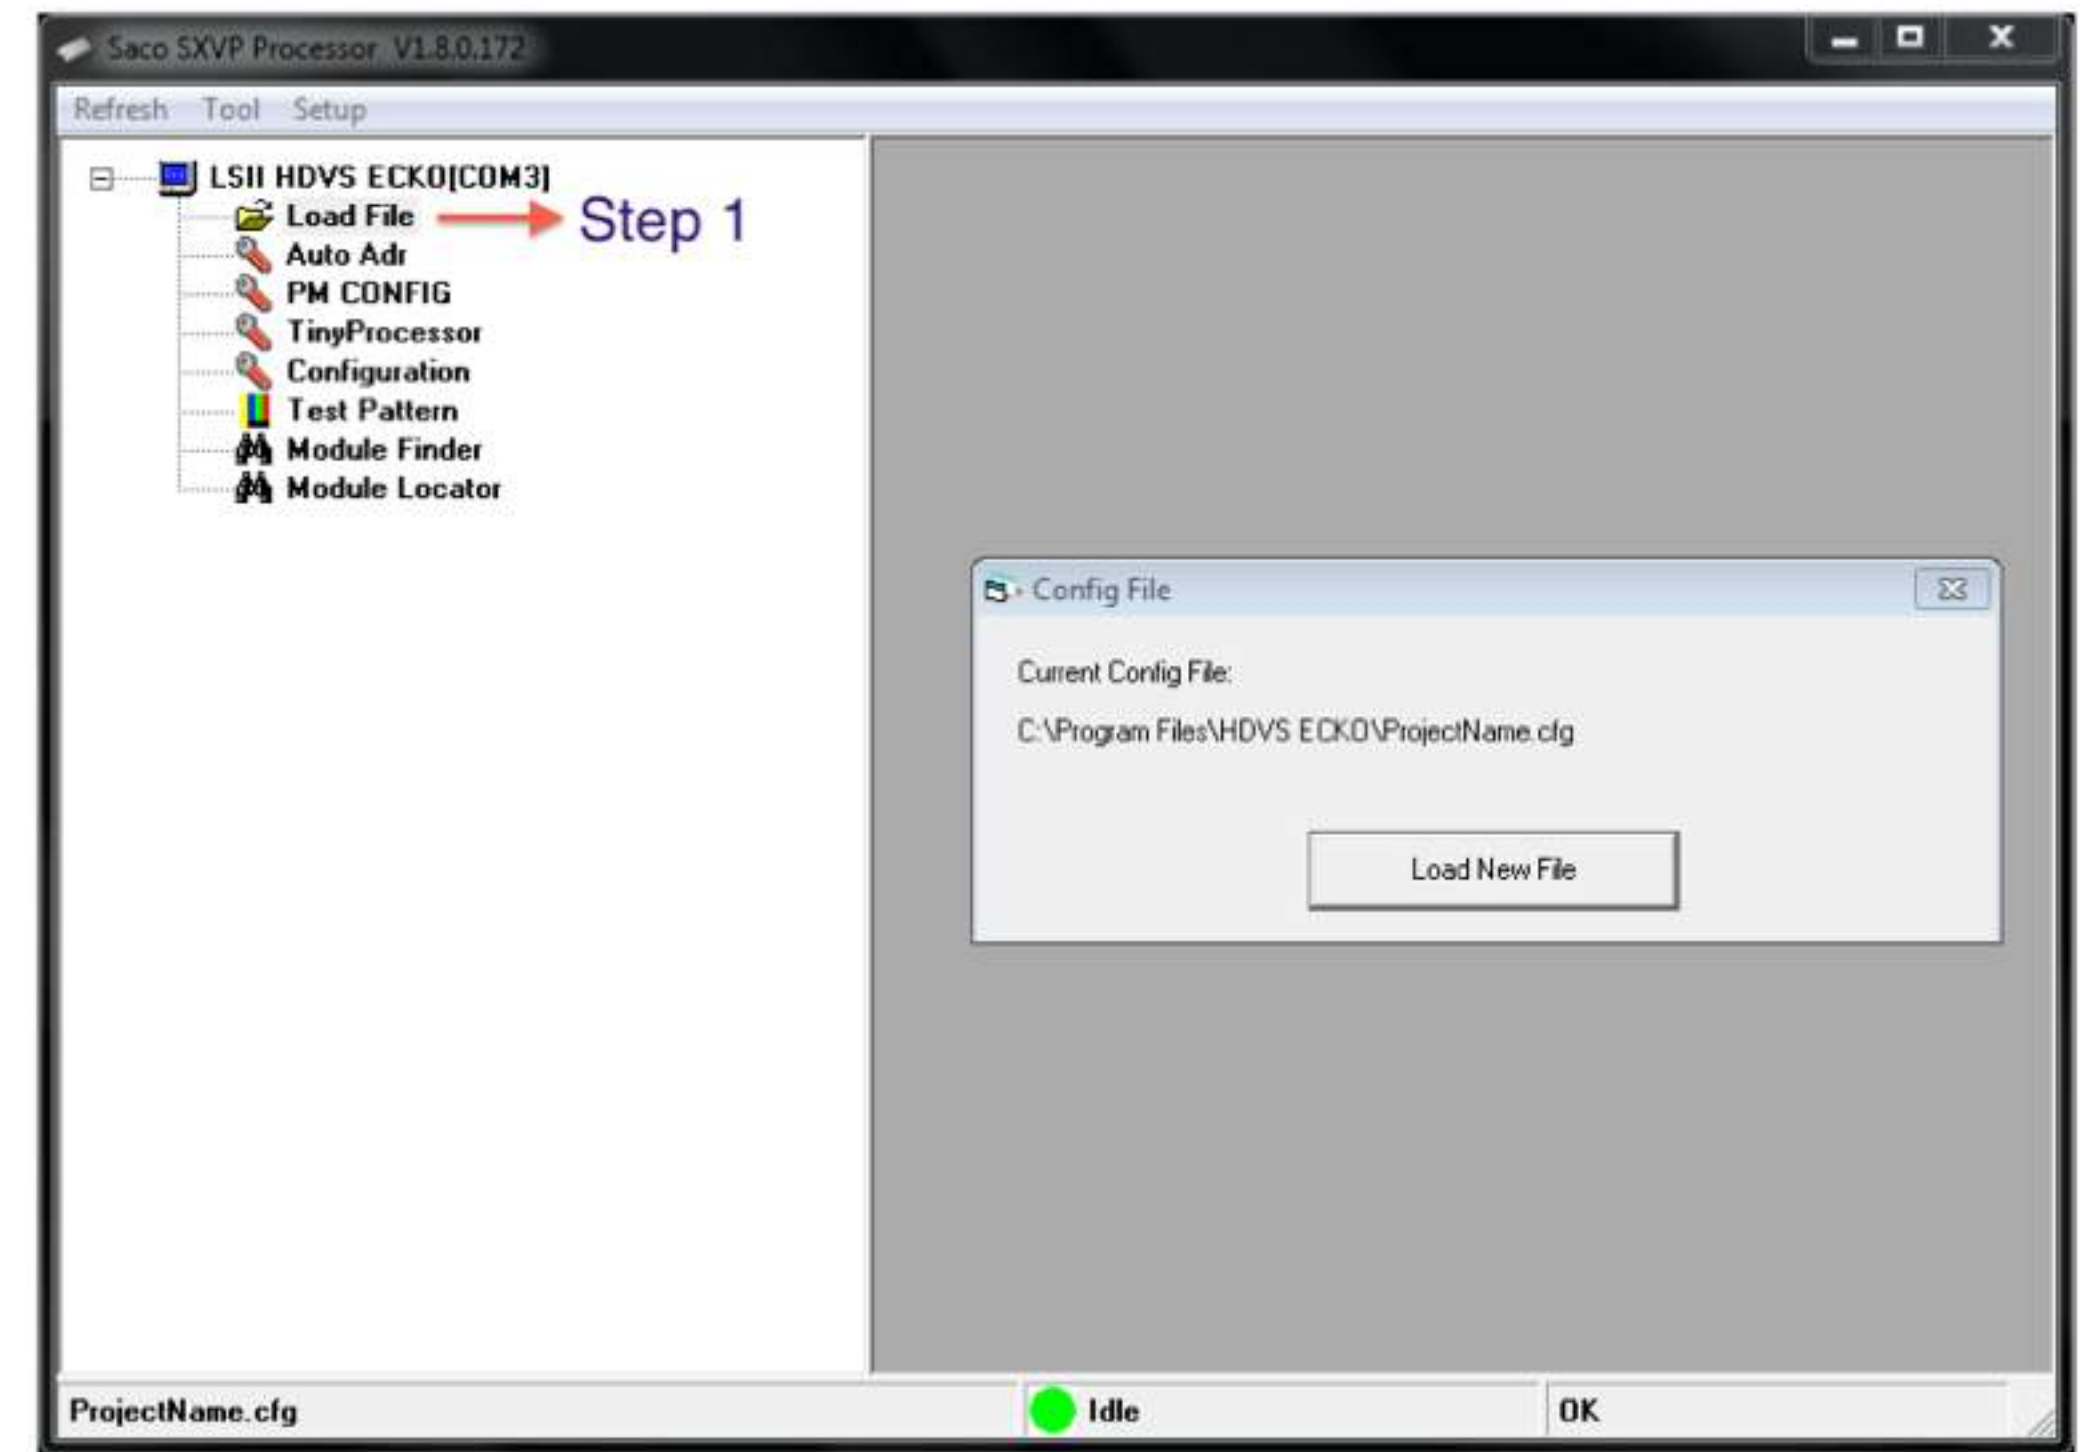 Saco SXVP Processor V1.8.0.172
Refresh Tool Setup
LSII HDVS ECKO[COM3]
Load File
Step 1
Auto Adr
PM CONFIG
TinyProcessor
Configuration
Test Pattern
Module Finder
Module Locator
Config File
Current Config File:
C:\Program Files\HDVS ECKO\ProjectName.cfg
Load New File
ProjectName.cfg
Idle
OK